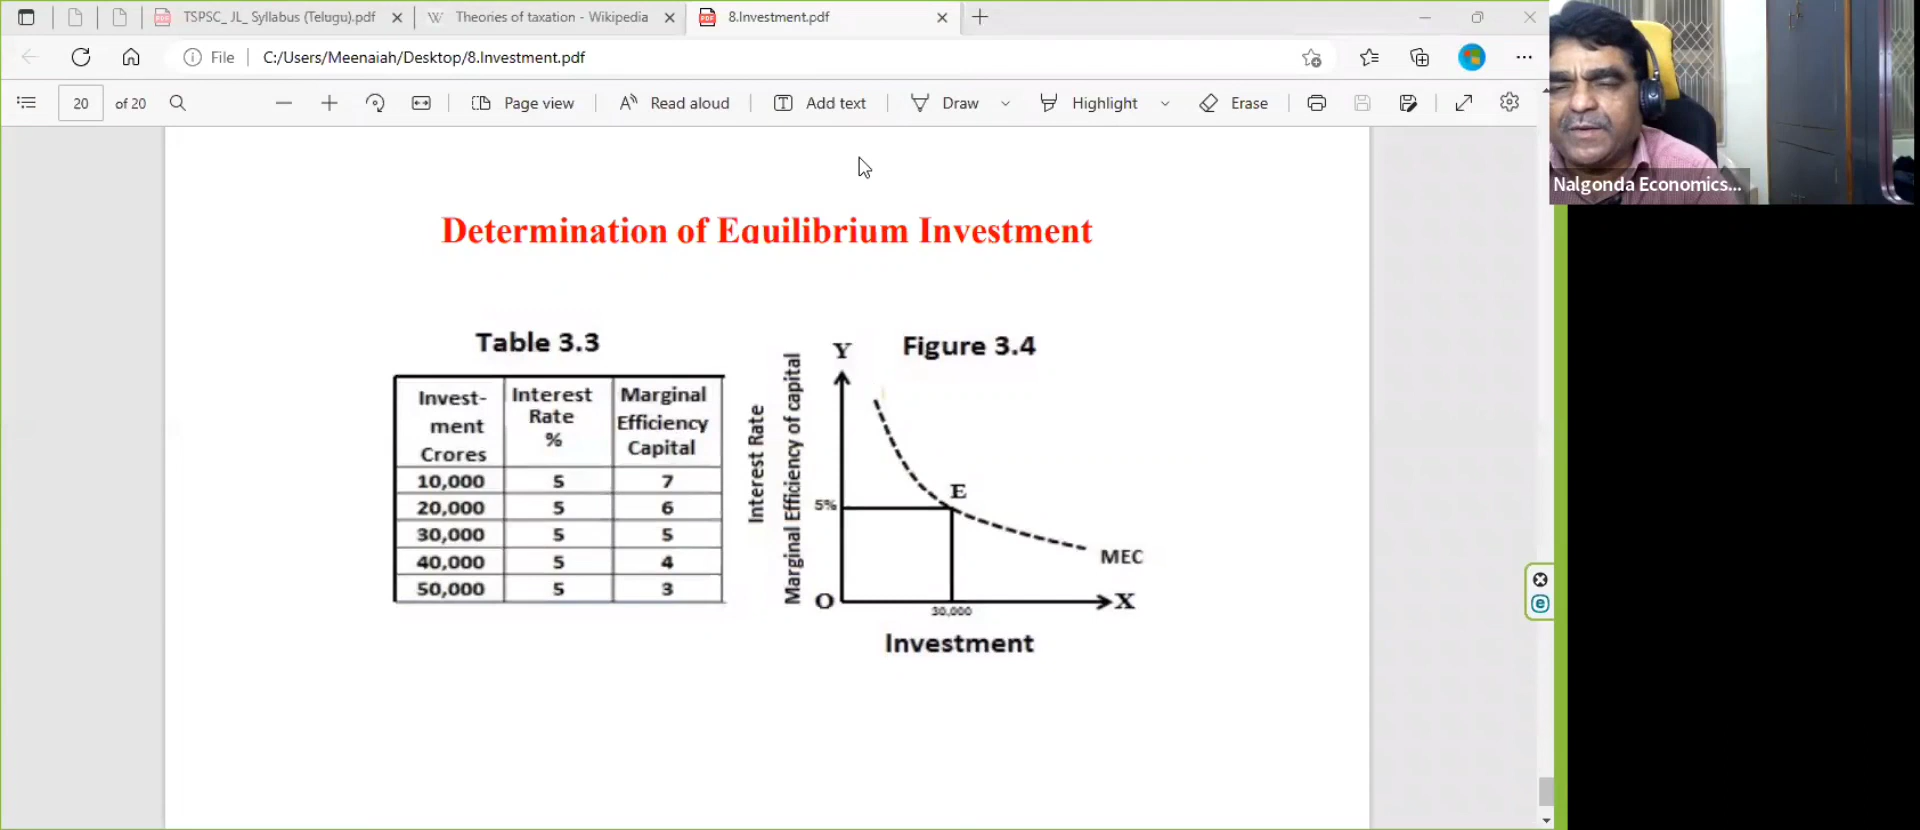 TSPSC_ JL_ Syllabus (Telugu).pdf
Theories of taxation - Wikipedia
8.Investment.pdf
File
C:/Users/Meenaiah/Desktop/8.Investment.pdf
20 of 20
Page view
Read aloud
Add text
Draw
Highlight
Erase
Nalgonda Economics...
Determination of Equilibrium Investment
Table 3.3
Invest-
ment
Crores
Interest
Rate
%
Marginal
Efficiency
Capital
10,000 5 7
20,000 5 6
30,000 5 5
40,000 5 4
50,000 5 3
Figure 3.4
Y
Interest Rate
Marginal Efficiency of capital
5%
E
MEC
O
X
30,000
Investment